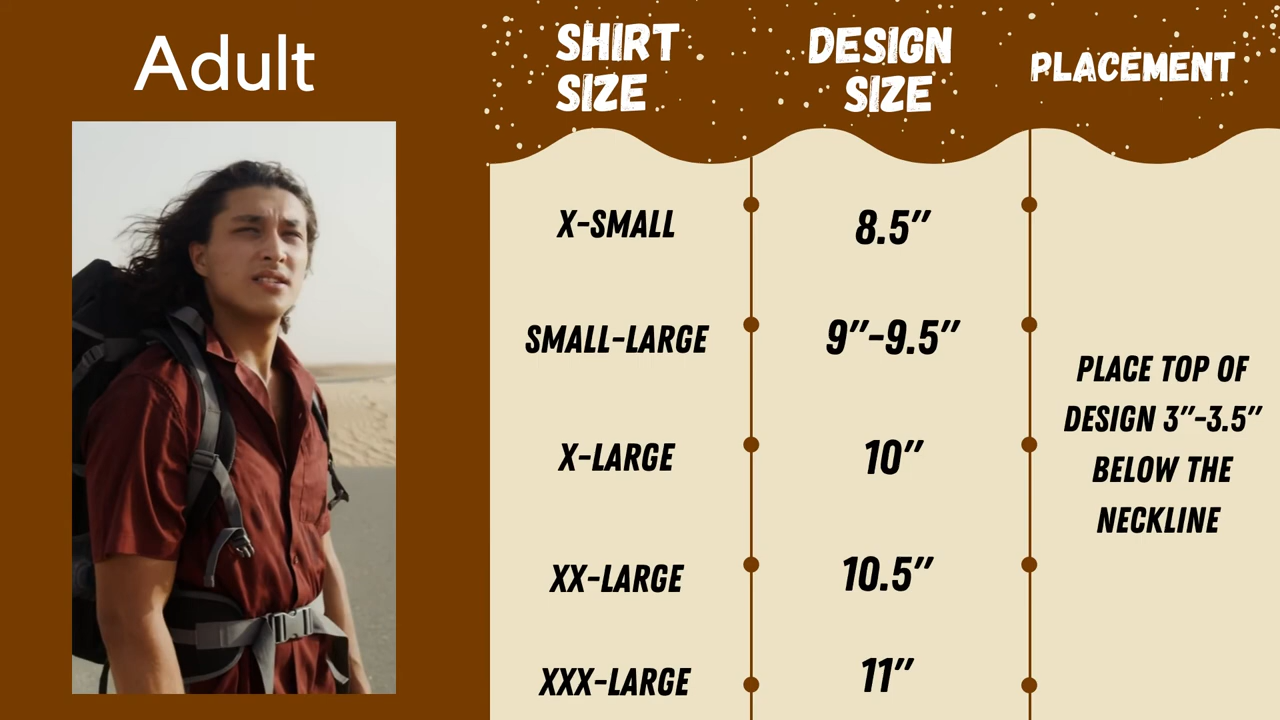 Adult
SHIRT
SIZE
DESIGN
SIZE
PLACEMENT
X-SMALL
8.5"
SMALL-LARGE
9"-9.5"
X-LARGE
10"
XX-LARGE
10.5"
XXX-LARGE
11"
PLACE TOP OF
DESIGN 3"-3.5"
BELOW THE
NECKLINE